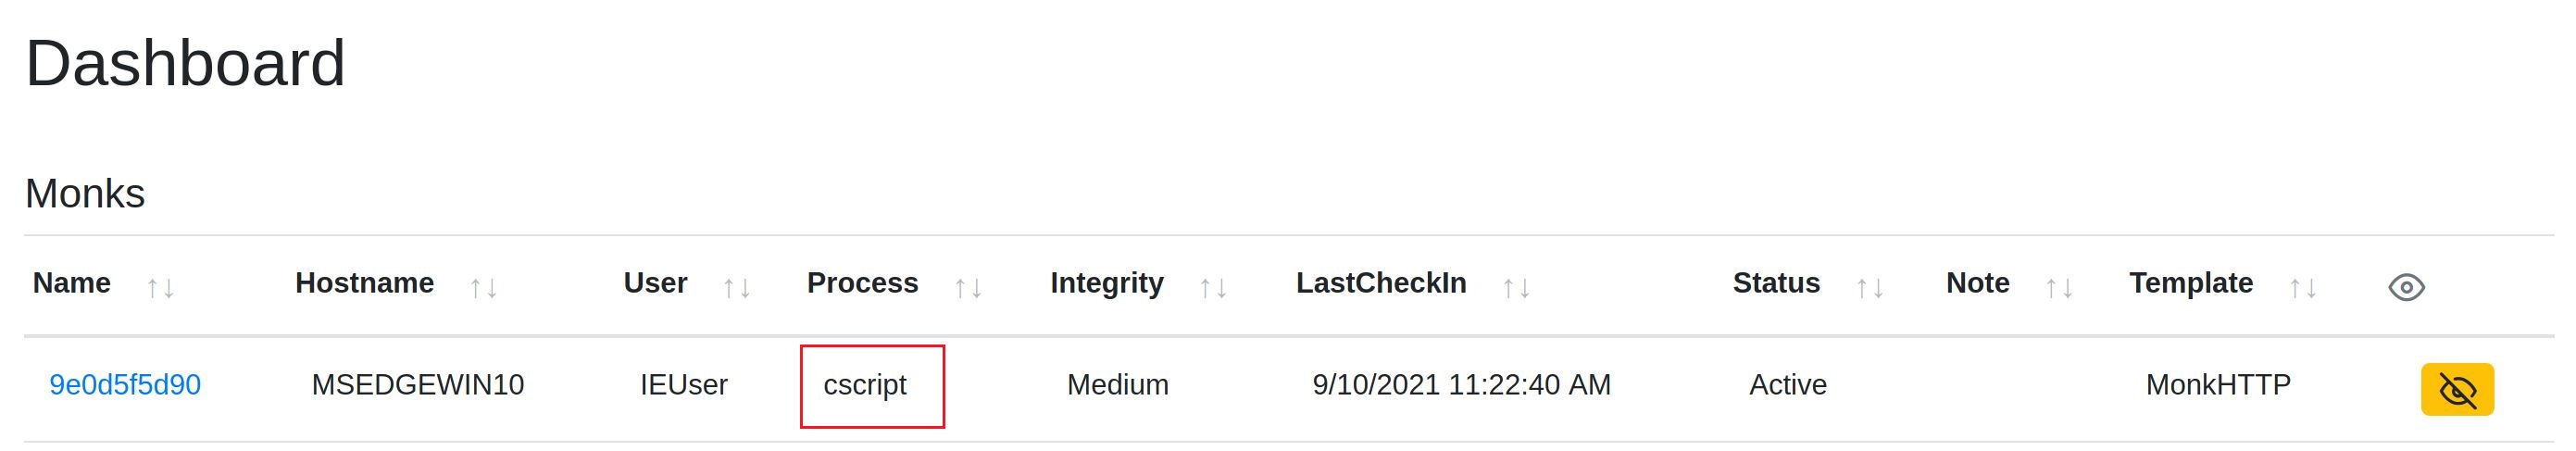 Dashboard
Monks
Name ↑↓ Hostname ↑↓ User ↑↓ Process ↑↓ Integrity ↑↓ LastCheckIn ↑↓ Status ↑↓ Note ↑↓ Template ↑↓
9e0d5f5d90 MSEDGEWIN10 IEUser cscript Medium 9/10/2021 11:22:40 AM Active MonkHTTP